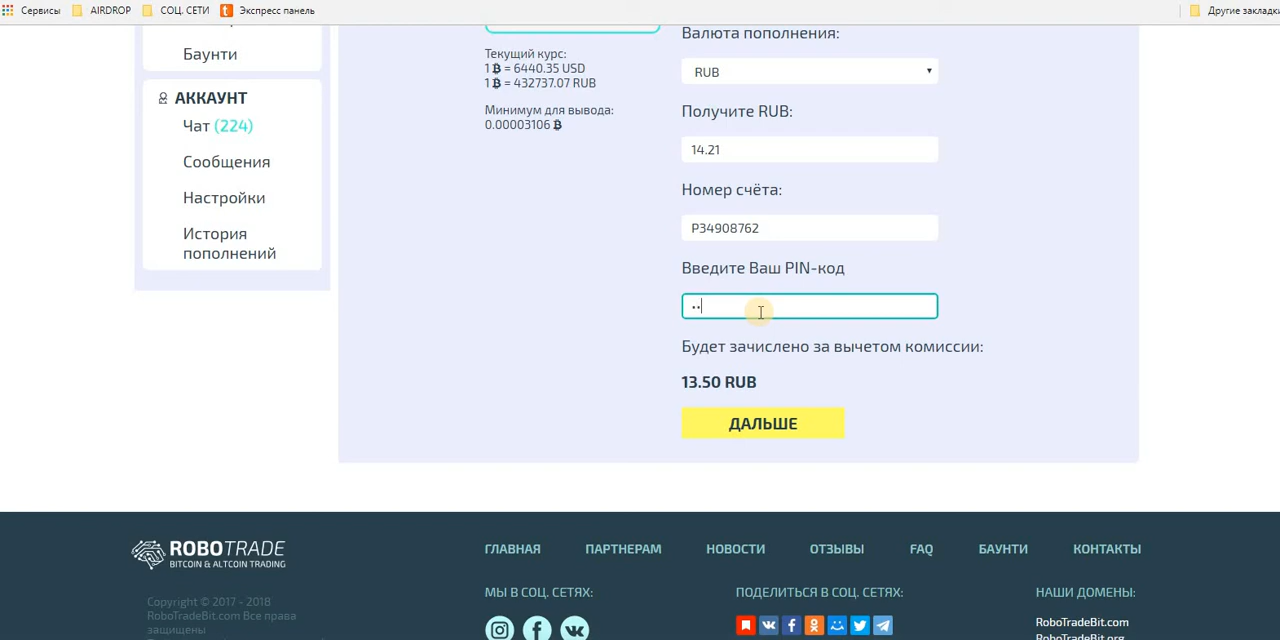 Сервисы AIRDROP СОЦ. СЕТИ Экспресс панель Другие закладки
Баунти
АККАУНТ
Чат (224)
Сообщения
Настройки
История
пополнений
Текущий курс:
1 ₿ = 6440.35 USD
1 ₿ = 432737.07 RUB
Минимум для вывода:
0.00003106 ₿
Валюта пополнения:
RUB
Получите RUB:
14.21
Номер счёта:
P34908762
Введите Ваш PIN-код
••
Будет зачислено за вычетом комиссии:
13.50 RUB
ДАЛЬШЕ
ROBOTRADE
BITCOIN & ALTCOIN TRADING
Copyright © 2017 - 2018
RoboTradeBit.com Все права
защищены
ГЛАВНАЯ ПАРТНЕРАМ НОВОСТИ ОТЗЫВЫ FAQ БАУНТИ КОНТАКТЫ
МЫ В СОЦ. СЕТЯХ:
ПОДЕЛИТЬСЯ В СОЦ. СЕТЯХ:
НАШИ ДОМЕНЫ:
RoboTradeBit.com
RoboTradeBit.org